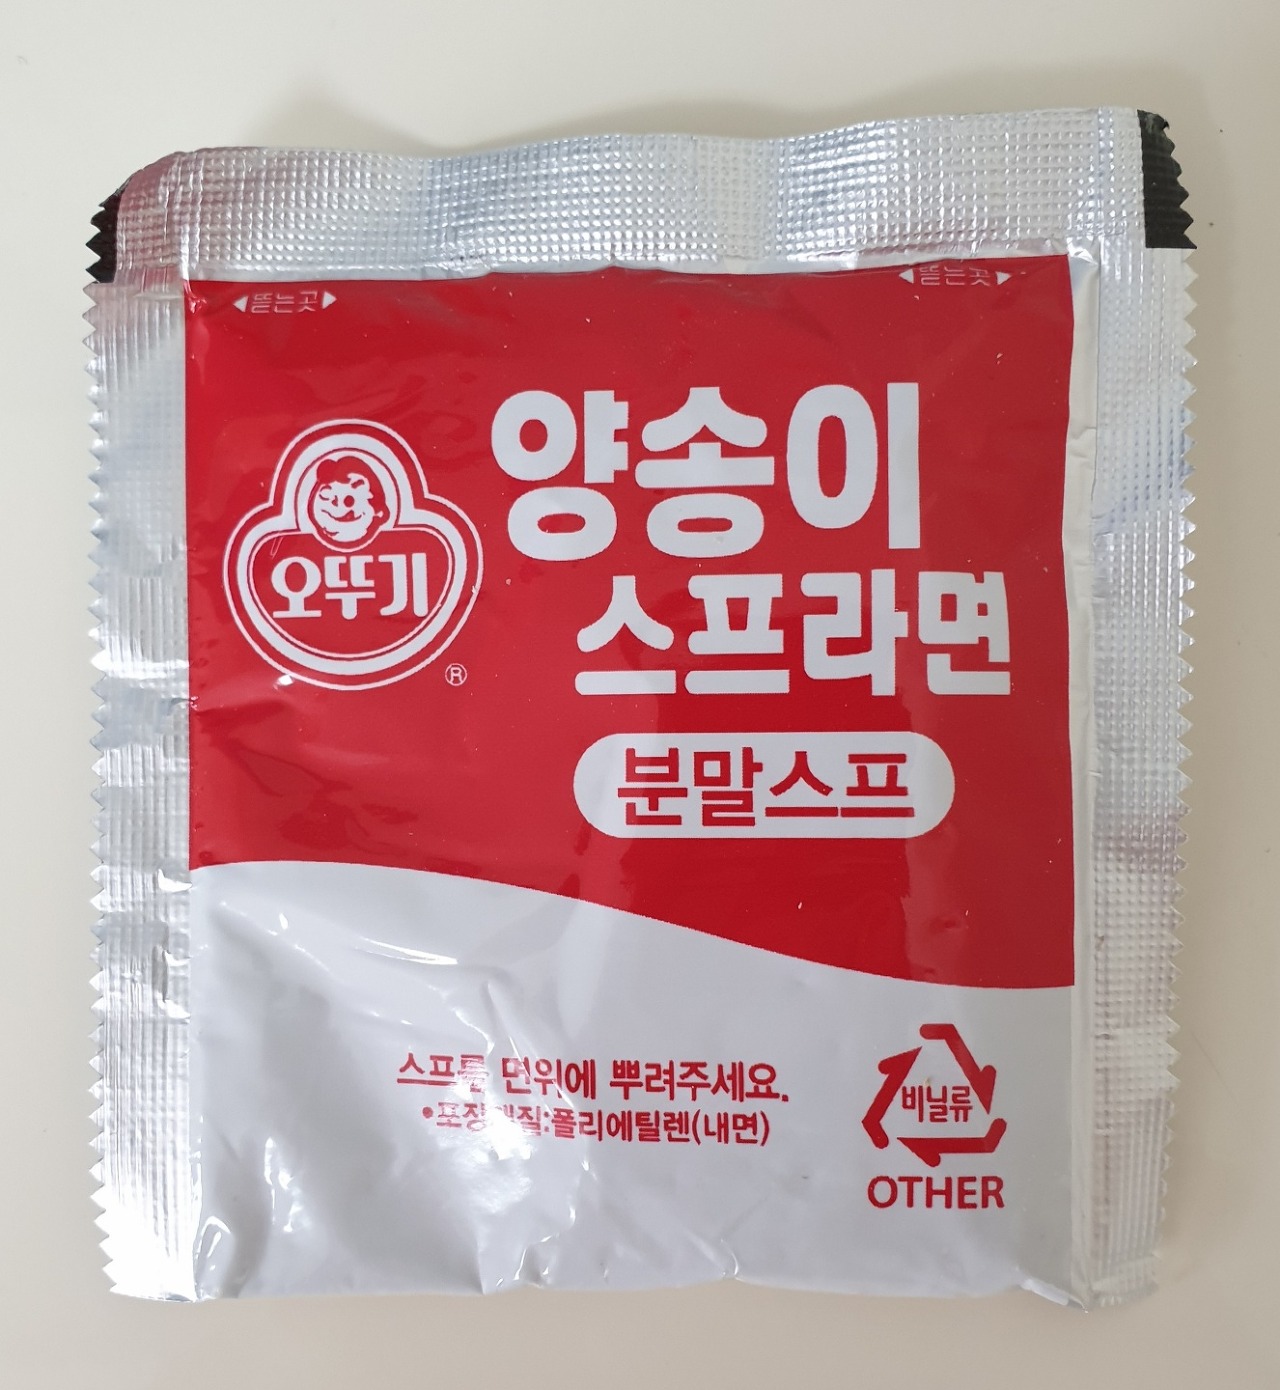 ◀뜯는곳▶ ◀뜯는곳▶
양송이
스프라면
오뚜기
®
분말스프
스프를 면위에 뿌려주세요.
•포장재질:폴리에틸렌(내면)
비닐류
OTHER